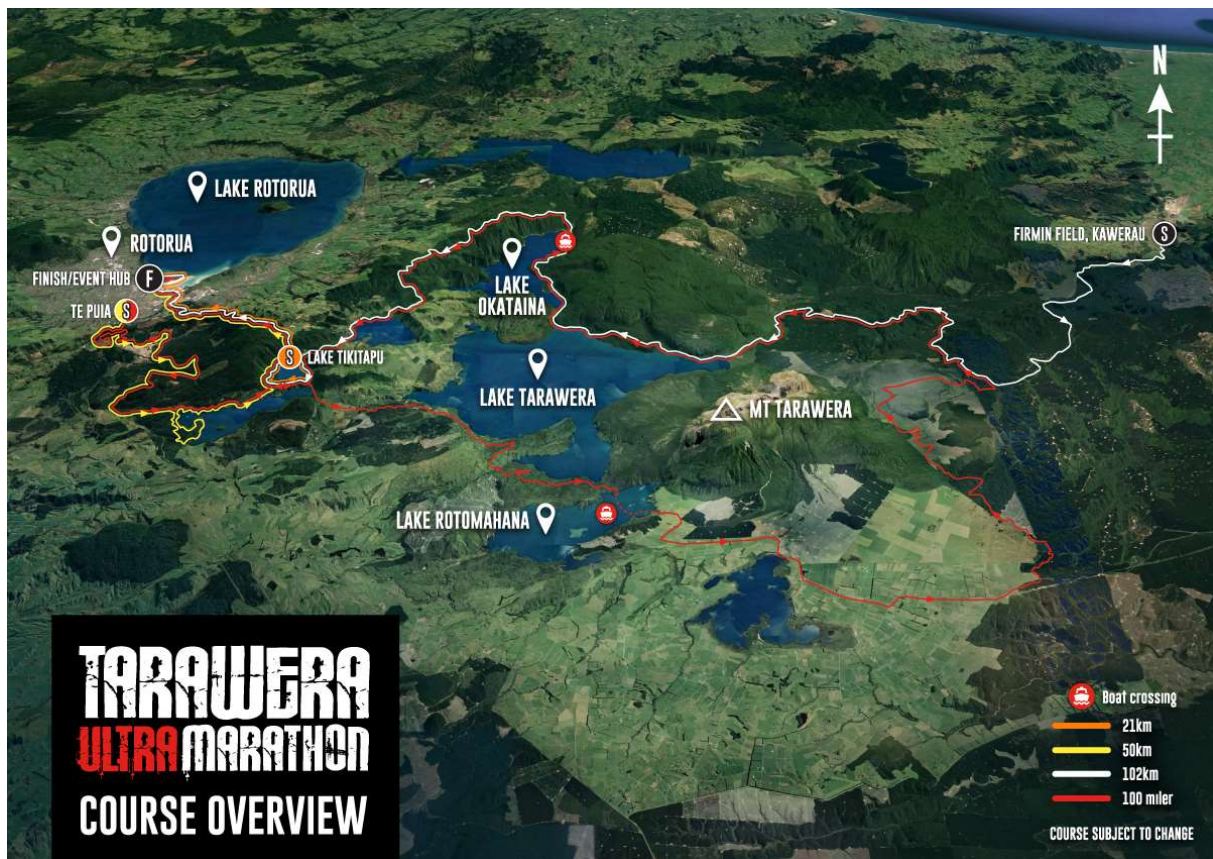 N
LAKE ROTORUA
ROTORUA
FIRMIN FIELD, KAWERAU S
FINISH/EVENT HUB F
LAKE
OKATAINA
TE PUIA S
S LAKE TIKITAPU
LAKE TARAWERA
MT TARAWERA
LAKE ROTOMAHANA
TARAWERA
ULTRAMARATHON
COURSE OVERVIEW
Boat crossing
21km
50km
102km
100 miler
COURSE SUBJECT TO CHANGE